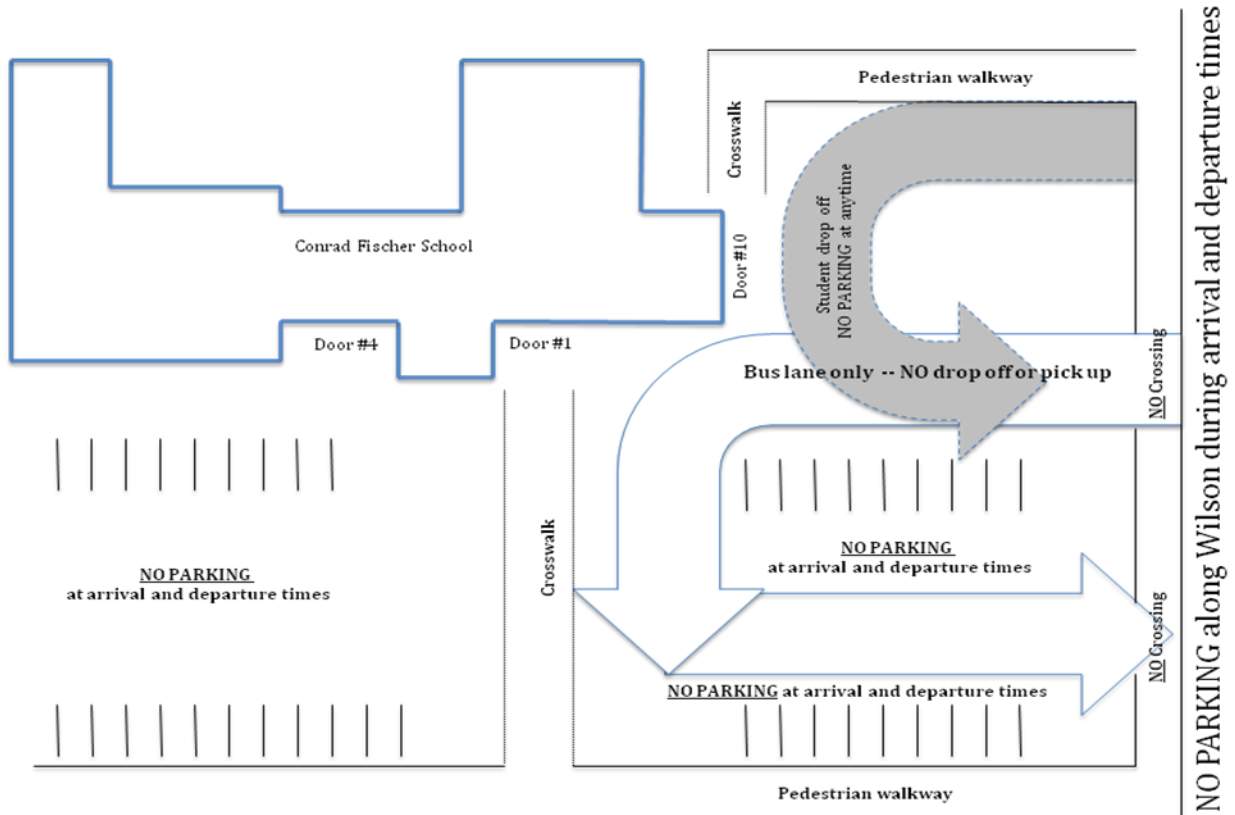 Pedestrian walkway
Crosswalk
Student drop off
NO PARKING at anytime
Conrad Fischer School
Door #10
Door #4
Door #1
Bus lane only -- NO drop off or pick up
NO Crossing
NO PARKING
at arrival and departure times
Crosswalk
NO PARKING
at arrival and departure times
NO Crossing
NO PARKING at arrival and departure times
Pedestrian walkway
NO PARKING along Wilson during arrival and departure times